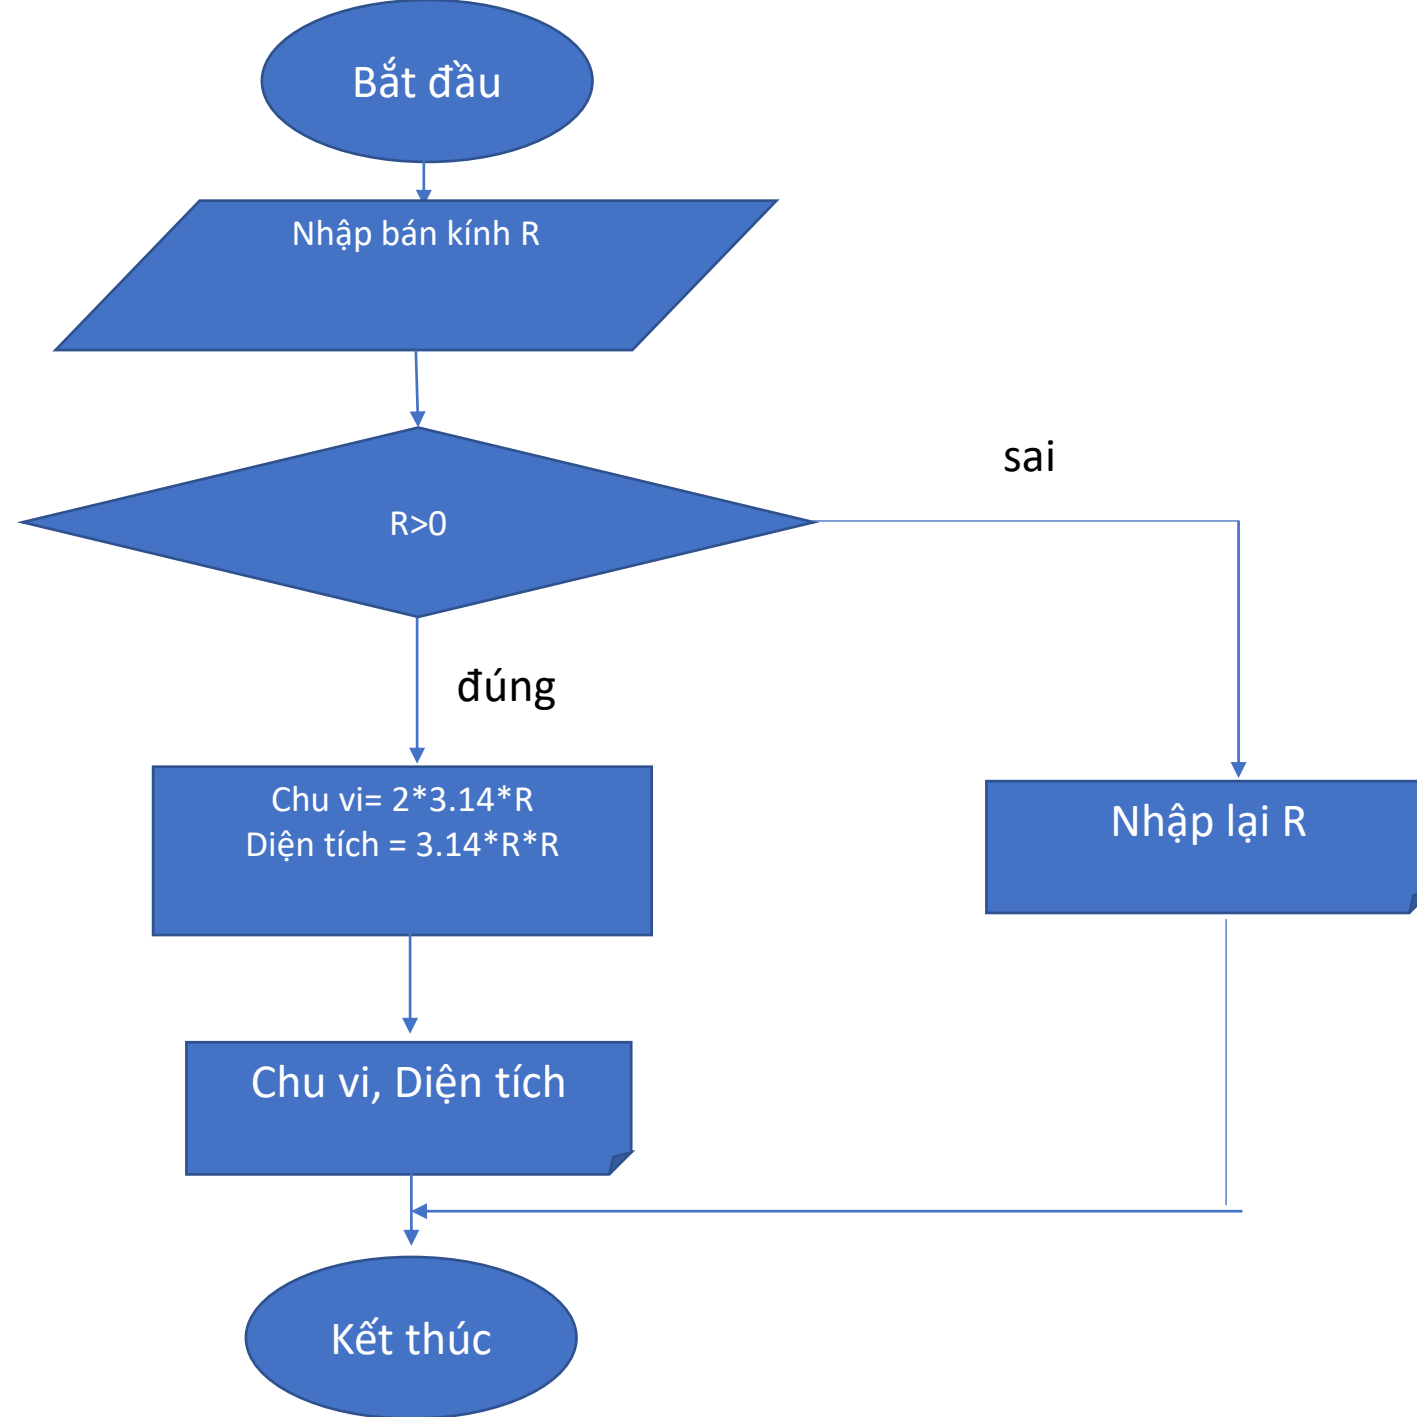 Bắt đầu
Nhập bán kính R
sai
R>0
đúng
Chu vi= 2*3.14*R
Diện tích = 3.14*R*R
Nhập lại R
Chu vi, Diện tích
Kết thúc